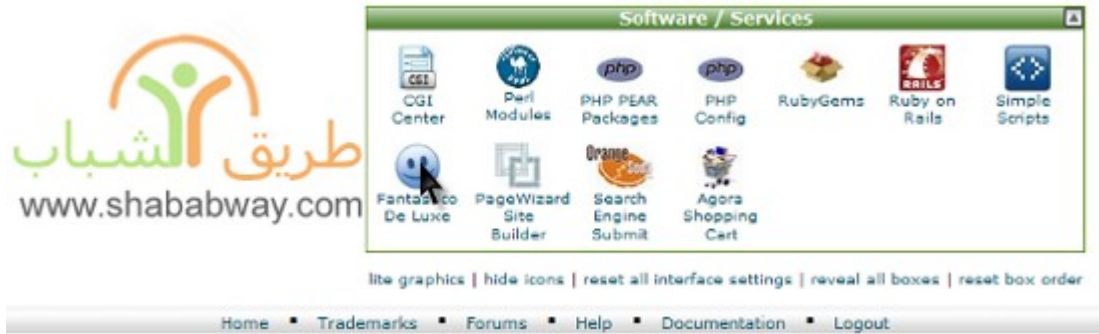 Software / Services
CGI
CGI Center
Perl Modules
php
PHP PEAR Packages
php
PHP Config
RubyGems
RAILS
Ruby on Rails
Simple Scripts
طريق الشباب
www.shababway.com
Fantastico De Luxe
PageWizard Site Builder
Orange
Search Engine Submit
Agora Shopping Cart
lite graphics | hide icons | reset all interface settings | reveal all boxes | reset box order
Home ▪ Trademarks ▪ Forums ▪ Help ▪ Documentation ▪ Logout